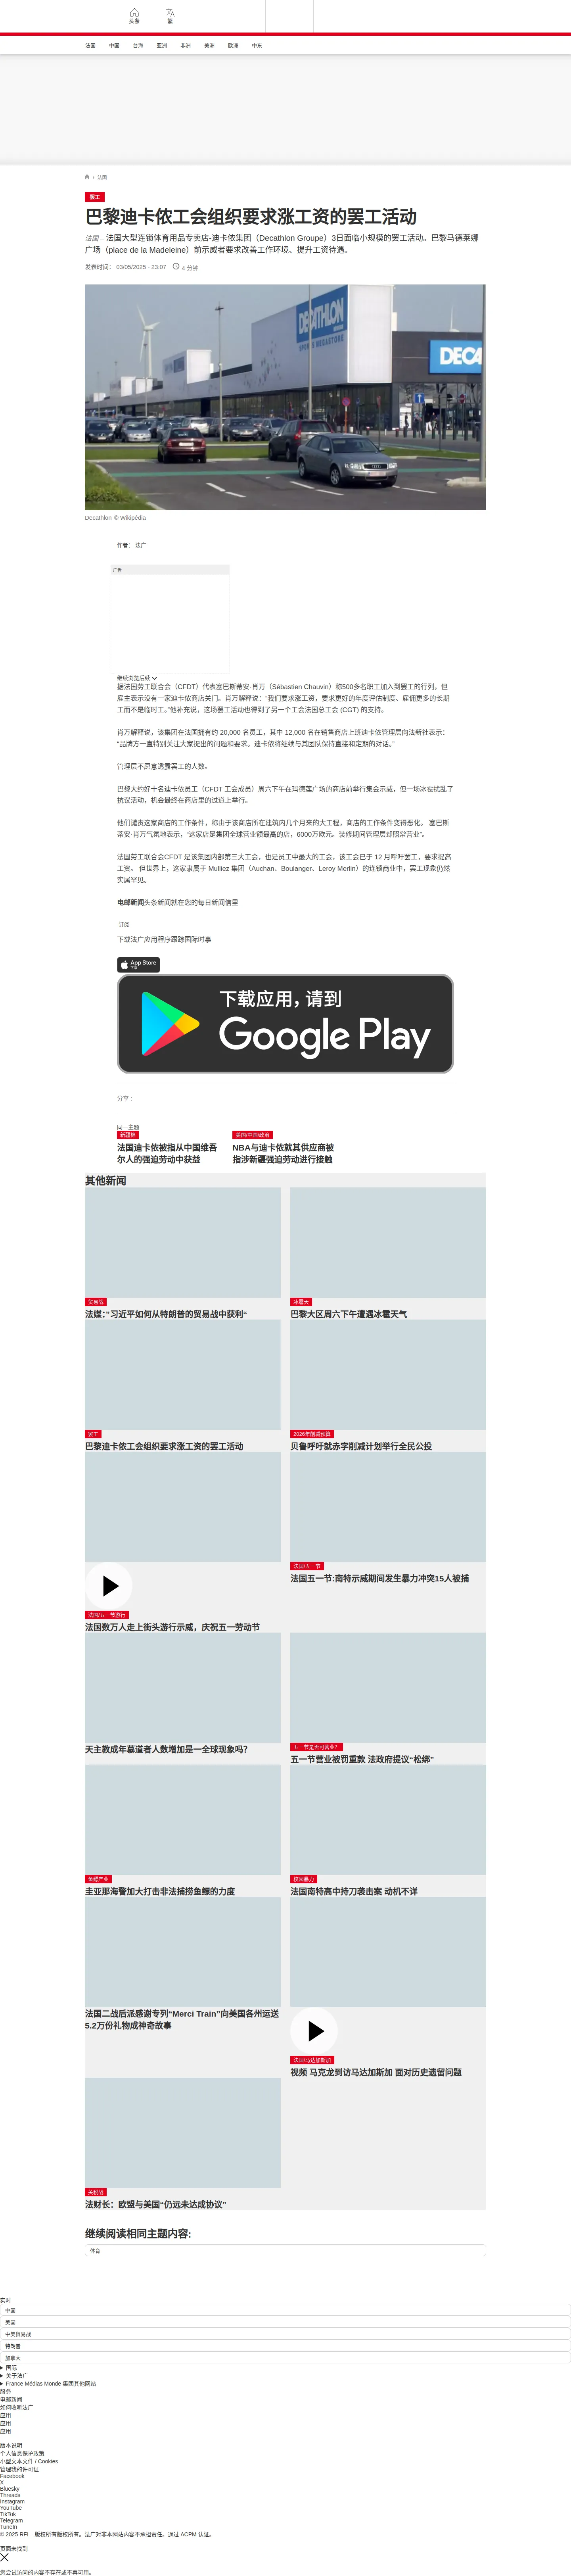 头条
繁
法国
中国
台海
亚洲
非洲
美洲
欧洲
中东
法国
罢工
巴黎迪卡侬工会组织要求涨工资的罢工活动
法国 – 法国大型连锁体育用品专卖店-迪卡侬集团（Decathlon Groupe）3日面临小规模的罢工活动。巴黎马德莱娜
广场（place de la Madeleine）前示威者要求改善工作环境、提升工资待遇。
发表时间： 03/05/2025 - 23:07
4 分钟
DECATHLON
SPORTS MEGASTORE
DECA
Decathlon © Wikipédia
作者： 法广
广告
继续浏览后续
据法国劳工联合会（CFDT）代表塞巴斯蒂安·肖万（Sébastien Chauvin）称500多名职工加入到罢工的行列，但
雇主表示没有一家迪卡侬商店关门。肖万解释说：“我们要求涨工资，要求更好的年度评估制度、雇佣更多的长期
工而不是临时工。”他补充说，这场罢工活动也得到了另一个工会法国总工会 (CGT) 的支持。
肖万解释说，该集团在法国拥有约 20,000 名员工，其中 12,000 名在销售商店上班迪卡侬管理层向法新社表示：
“品牌方一直特别关注大家提出的问题和要求。迪卡侬将继续与其团队保持直接和定期的对话。”
管理层不愿意透露罢工的人数。
巴黎大约好十名迪卡侬员工（CFDT 工会成员）周六下午在玛德莲广场的商店前举行集会示威，但一场冰雹扰乱了
抗议活动，机会最终在商店里的过道上举行。
他们谴责这家商店的工作条件，称由于该商店所在建筑内几个月来的大工程，商店的工作条件变得恶化。 塞巴斯
蒂安·肖万气氛地表示，“这家店是集团全球营业额最高的店，6000万欧元。装修期间管理层却照常营业”。
法国劳工联合会CFDT 是该集团内部第三大工会，也是员工中最大的工会，该工会已于 12 月呼吁罢工，要求提高
工资。 但世界上，这家隶属于 Mulliez 集团（Auchan、Boulanger、Leroy Merlin）的连锁商业中，罢工现象仍然
实属罕见。
电邮新闻头条新闻就在您的每日新闻信里
订阅
下载法广应用程序跟踪国际时事
App Store
下载
下载应用，请到
Google Play
分享 :
同一主题
新疆棉
法国迪卡侬被指从中国维吾
尔人的强迫劳动中获益
美国/中国/政治
NBA与迪卡侬就其供应商被
指涉新疆强迫劳动进行接触
其他新闻
贸易战
法媒："习近平如何从特朗普的贸易战中获利“
冰雹天
巴黎大区周六下午遭遇冰雹天气
罢工
巴黎迪卡侬工会组织要求涨工资的罢工活动
2026年削减预算
贝鲁呼吁就赤字削减计划举行全民公投
法国/五一节游行
法国数万人走上街头游行示威，庆祝五一劳动节
法国/五一节
法国五一节：南特示威期间发生暴力冲突15人被捕
天主教成年慕道者人数增加是一全球现象吗？
五一节是否可营业？
五一节营业被罚重款 法政府提议“松绑”
鱼鳔产业
圭亚那海警加大打击非法捕捞鱼鳔的力度
校园暴力
法国南特高中持刀袭击案 动机不详
法国二战后派感谢专列“Merci Train”向美国各州运送
5.2万份礼物成神奇故事
法国/马达加斯加
视频 马克龙到访马达加斯加 面对历史遗留问题
关税战
法财长：欧盟与美国“仍远未达成协议”
继续阅读相同主题内容:
体育
实时
中国
美国
中美贸易战
特朗普
加拿大
国际
关于法广
France Médias Monde 集团其他网站
服务
电邮新闻
如何收听法广
应用
应用
应用
版本说明
个人信息保护政策
小型文本文件 / Cookies
管理我的许可证
Facebook
X
Bluesky
Threads
Instagram
YouTube
TikTok
Telegram
TuneIn
© 2025 RFI – 版权所有版权所有。法广对非本网站内容不承担责任。通过 ACPM 认证。
页面未找到
您尝试访问的内容不存在或不再可用。